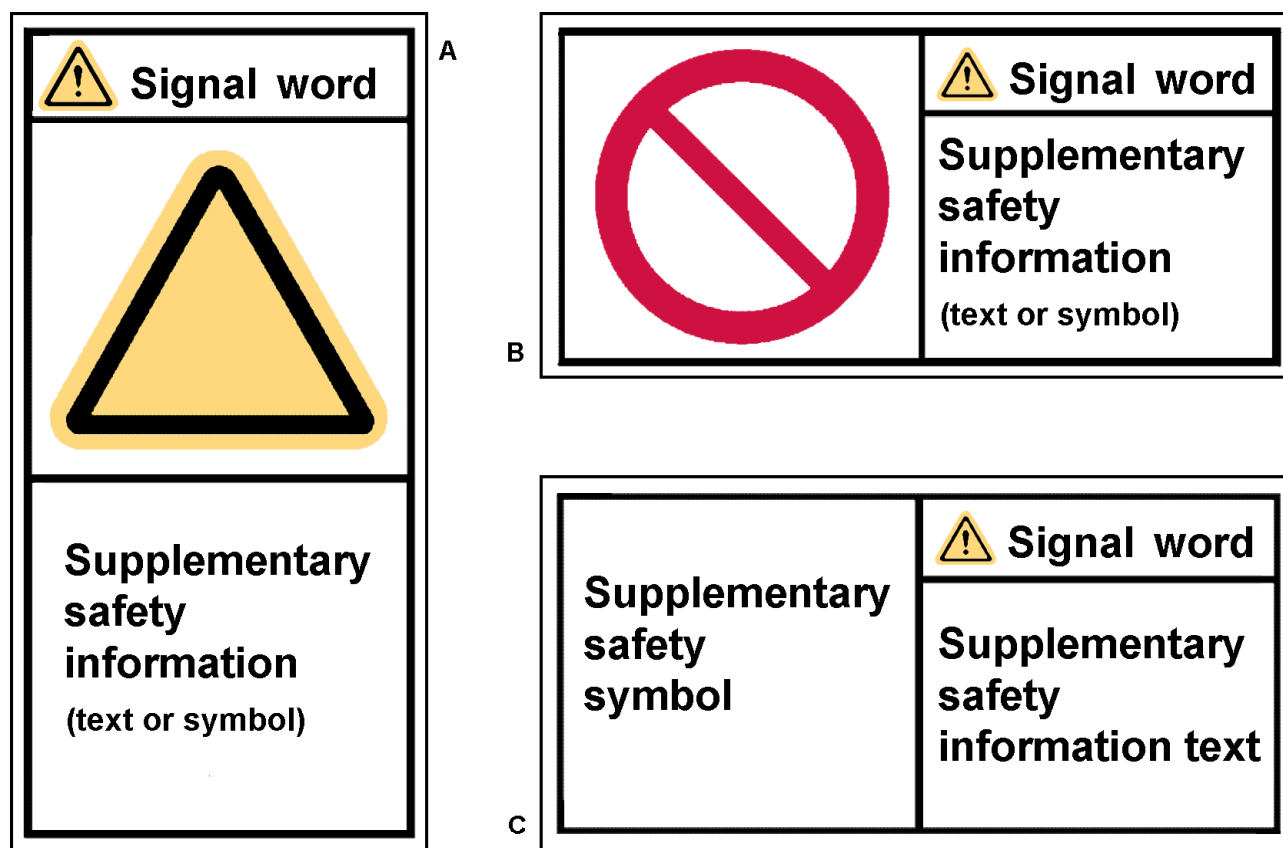 Signal word
Supplementary
safety
information
(text or symbol)
A
Signal word
Supplementary
safety
information
(text or symbol)
B
Supplementary
safety
symbol
Signal word
Supplementary
safety
information text
C